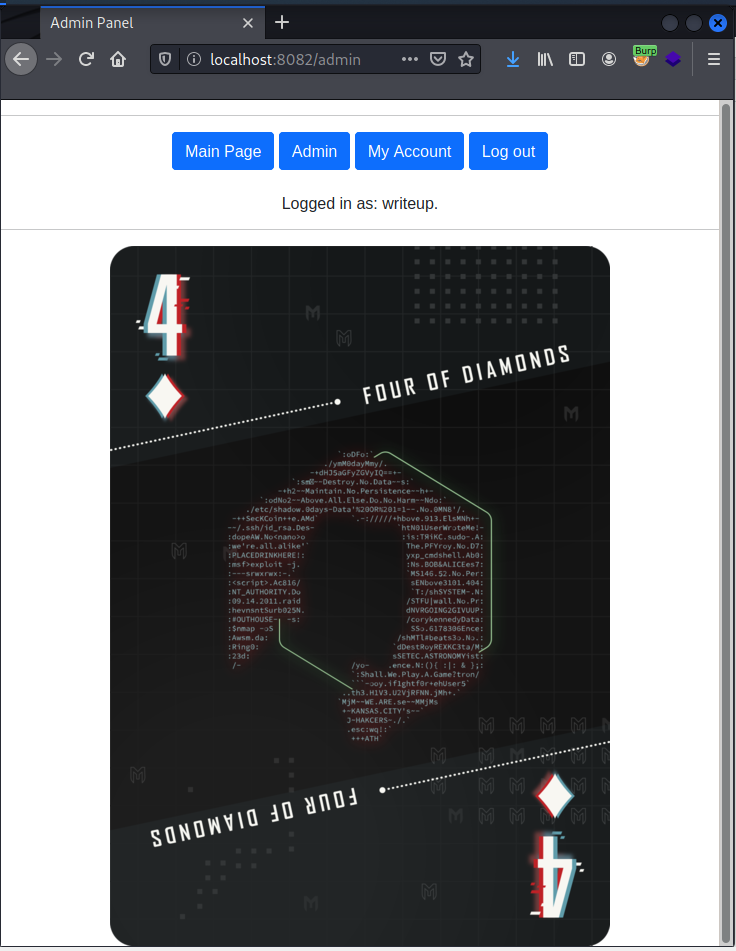 Admin Panel
localhost:8082/admin
Burp
Main Page Admin My Account Log out
Logged in as: writeup.
4
FOUR OF DIAMONDS
`:oDFo:`
./ymM0dayMmy/.
-+dHJ5aGFyZGVyIQ==+-
Destroy.No.Data--s:`
-+h2--Maintain.No.Persistence--h+-
`:odNo2--Above.All.Else.Do.No.Harm--Ndo:`
./etc/shadow.0days-Data'%20OR%201=1--.No.0MN8'/.
-++SecKCoin++e.AMd` `.-://///+hbove.913.ElsMNh+-
--/.ssh/id_rsa.Des- `htN01UserWroteMe!-
:dopeAW.No<nano>o :is:TЯiKC.sudo-.A:
:we're.all.alike'` The.PFYroy.No.D7:
:PLACEDRINKHERE!: yxp_cmdshell.Ab0:
:msf>exploit -j. :Ns.BOB&ALICEes7:
:---srwxrwx:-.` `MS146.52.No.Per:
:<script>.Ac816/ sENbove3101.404:
:NT_AUTHORITY.Do `T:/shSYSTEM-.N:
:09.14.2011.raid /STFU|wall.No.Pr:
:hevnsntSurb025N. dNVRGOING2GIVUUP:
:#OUTHOUSE- -s: /corykennedyData:
:$nmap -oS SSo.6178306Ence:
:Awsm.da: /shMTl#beats3o.No.:
:Ring0: `dDestRoyREXKC3ta/M:
:23d: sSETEC.ASTRONOMYist:
/- /yo- .ence.N:(){ :|: & };:
`:Shall.We.Play.A.Game?tron/
```-ooy.if1ghtf0r+ehUser5`
..th3.H1V3.U2VjRFNN.jMh+.`
`MjM~~WE.ARE.se~~MMjMs
+~KANSAS.CITY's~-`
J~HAKCERS~./.`
.esc:wq!:`
+++ATH`
FOUR OF DIAMONDS
4